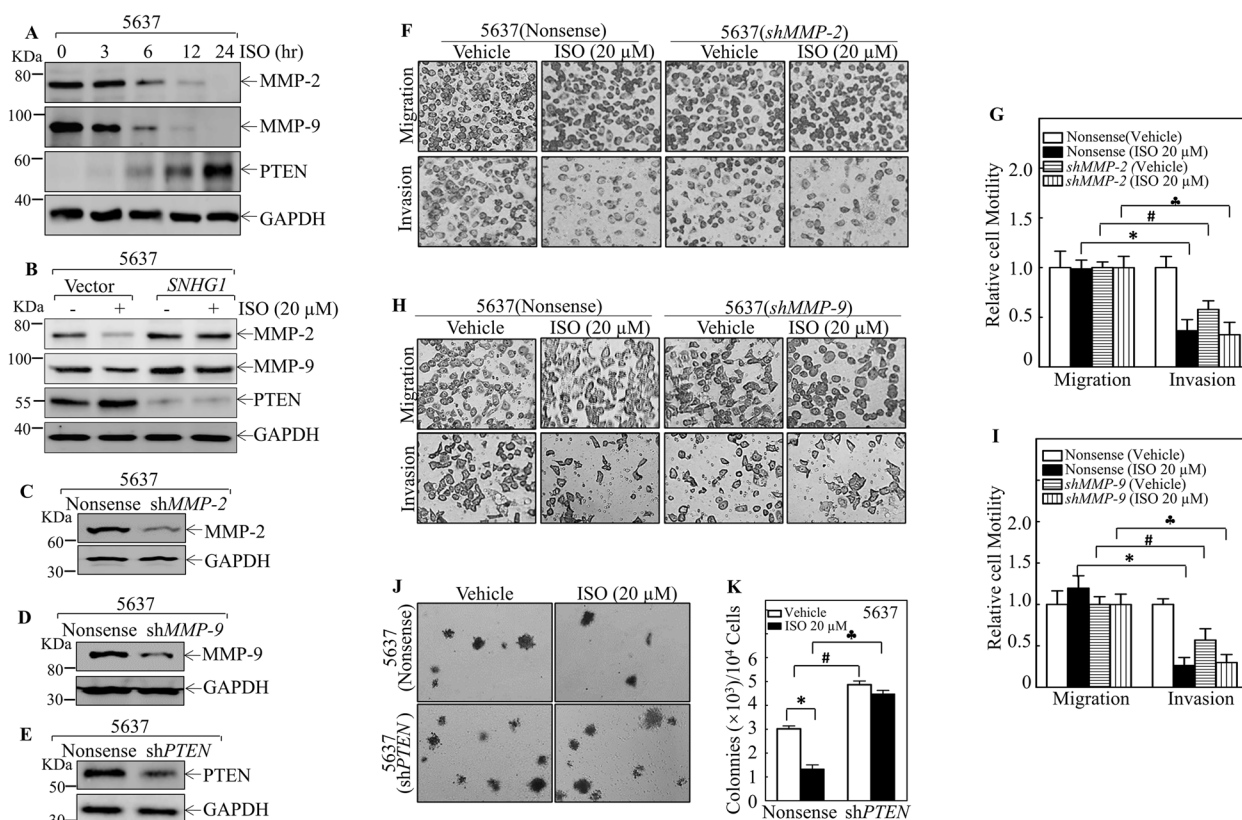 A
5637
0 3 6 12 24 ISO (hr)
KDa
80
MMP-2
100
MMP-9
60
PTEN
40
GAPDH
B
5637
Vector SNHG1
KDa - + - + ISO (20 μM)
80
MMP-2
100
MMP-9
55
PTEN
40
GAPDH
C
5637
Nonsense shMMP-2
KDa
MMP-2
60
GAPDH
30
D
5637
Nonsense shMMP-9
KDa
MMP-9
80
GAPDH
30
E
5637
Nonsense shPTEN
KDa
PTEN
50
GAPDH
30
F
5637(Nonsense) 5637(shMMP-2)
Vehicle ISO (20 μM) Vehicle ISO (20 μM)
Migration
Invasion
G
Nonsense(Vehicle)
Nonsense (ISO 20 μM)
shMMP-2 (Vehicle)
shMMP-2 (ISO 20 μM)
Relative cell Motility
2.0
1.5
1.0
0.5
0
♣
#
*
Migration Invasion
H
5637(Nonsense) 5637(shMMP-9)
Vehicle ISO (20 μM) Vehicle ISO (20 μM)
Migration
Invasion
I
Nonsense (Vehicle)
Nonsense (ISO 20 μM)
shMMP-9 (Vehicle)
shMMP-9 (ISO 20 μM)
Relative cell Motility
2.0
1.5
1.0
0.5
0
♣
#
*
Migration Invasion
J
Vehicle ISO (20 μM)
5637
(Nonsense)
5637
(shPTEN)
K
Vehicle 5637
ISO 20 μM
Colonnies (×10³)/10⁴ Cells
6
5
4
3
2
1
0
♣
#
*
Nonsense shPTEN